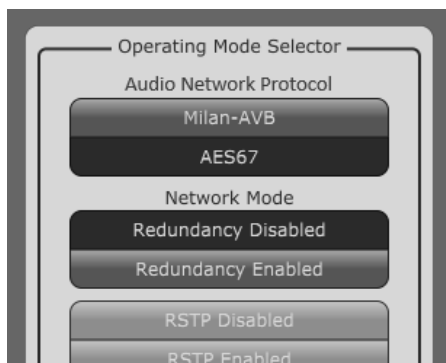 Operating Mode Selector
Audio Network Protocol
Milan-AVB
AES67
Network Mode
Redundancy Disabled
Redundancy Enabled
RSTP Disabled
RSTP Enabled